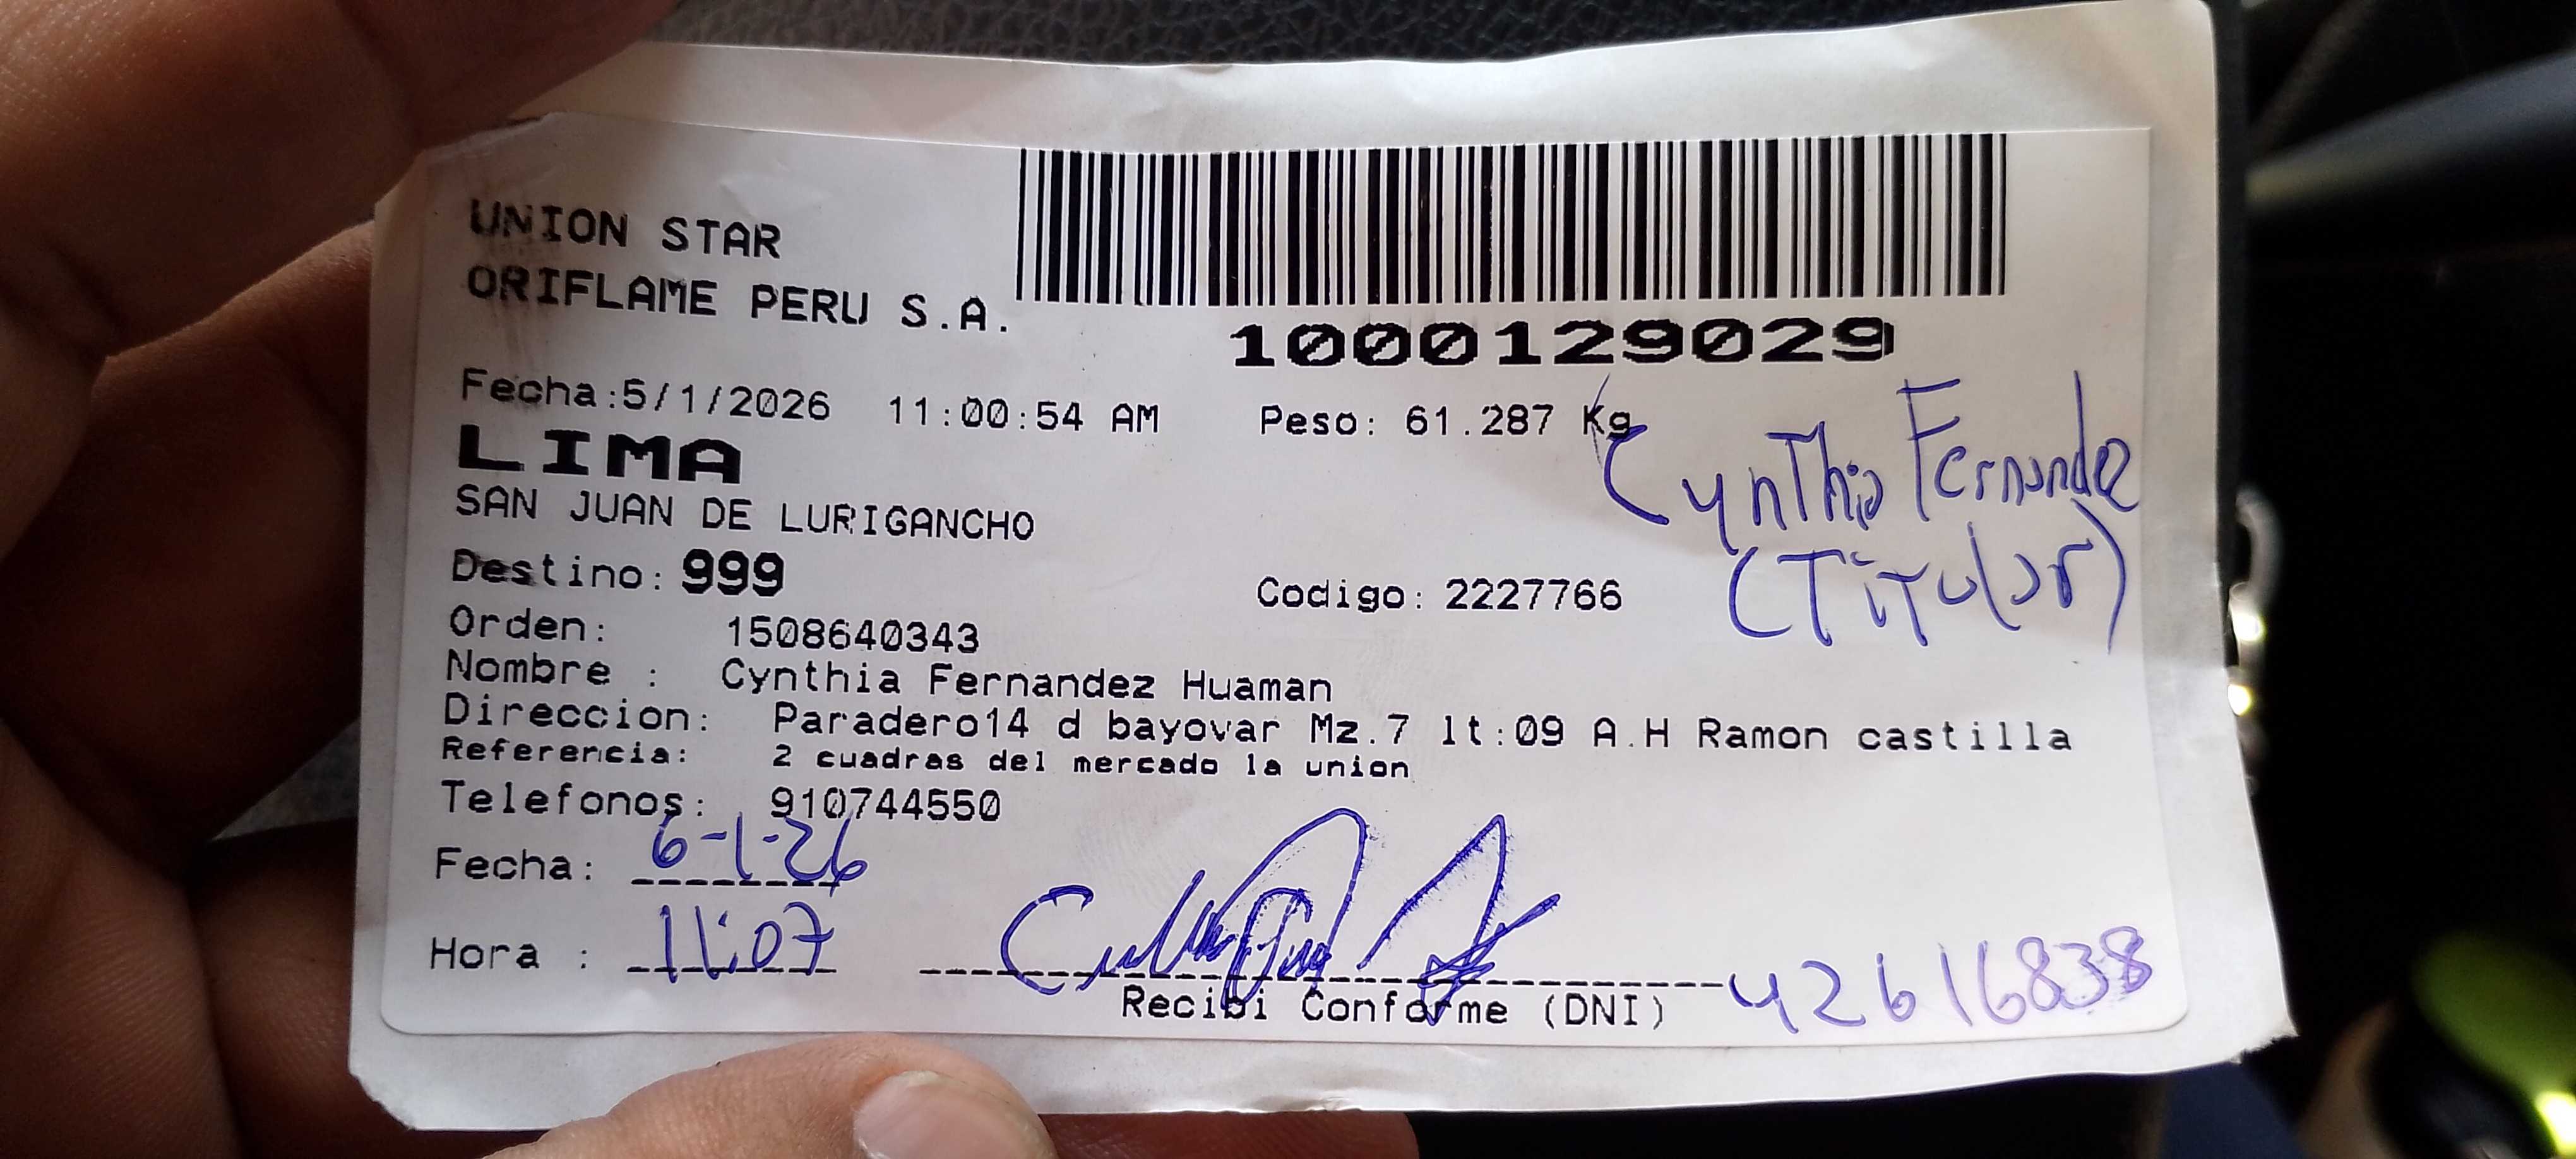 UNION STAR
ORIFLAME PERU S.A.
1000129029
Fecha:5/1/2026 11:00:54 AM Peso: 61.287 Kg
Cynthia Fernandez
(Titular)
LIMA
SAN JUAN DE LURIGANCHO
Destino: 999 Codigo: 2227766
Orden: 1508640343
Nombre : Cynthia Fernandez Huaman
Direccion: Paradero14 d bayovar Mz.7 lt:09 A.H Ramon castilla
Referencia: 2 cuadras del mercado la union
Telefonos: 910744550
Fecha: 6-1-26
Hora : 11:07
Recibi Conforme (DNI) 42616838